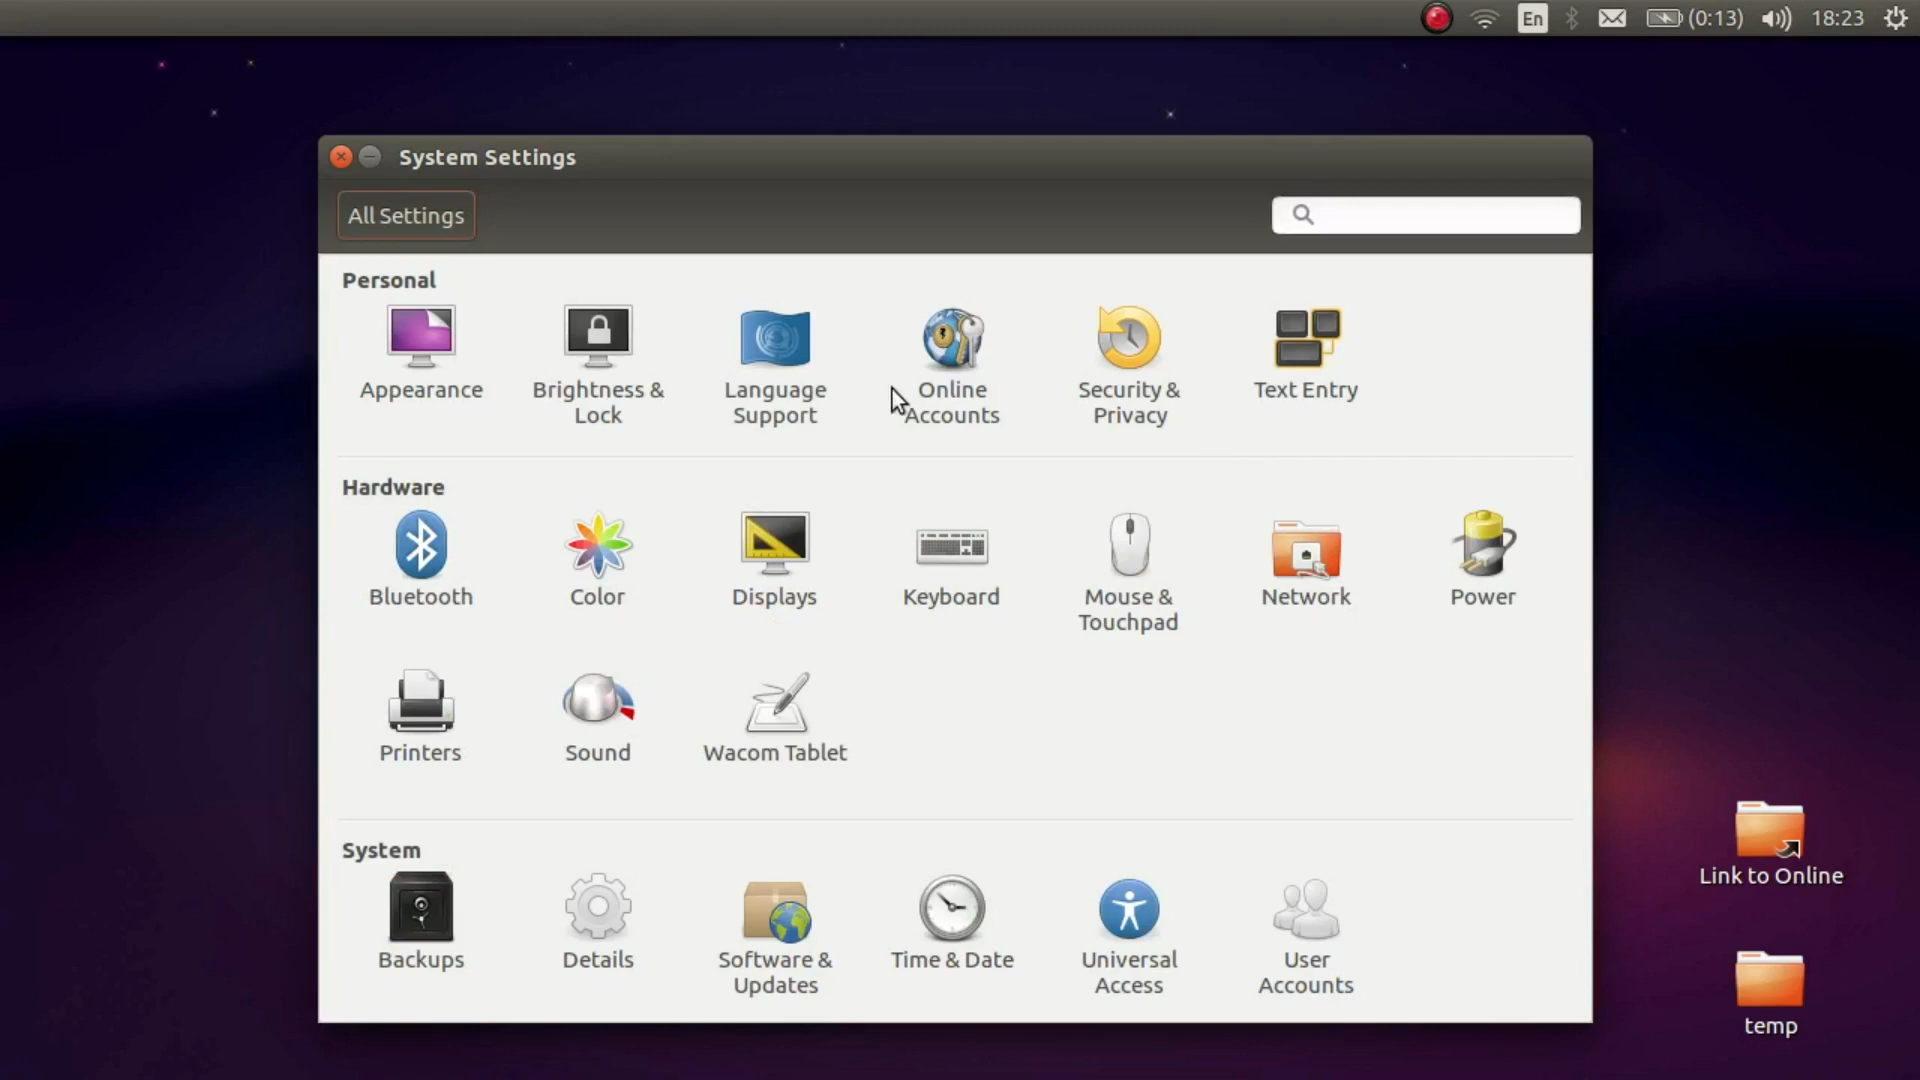 En (0:13) 18:23
System Settings
All Settings
Personal
Appearance
Brightness & Lock
Language Support
Online Accounts
Security & Privacy
Text Entry
Hardware
Bluetooth
Color
Displays
Keyboard
Mouse & Touchpad
Network
Power
Printers
Sound
Wacom Tablet
System
Backups
Details
Software & Updates
Time & Date
Universal Access
User Accounts
Link to Online
temp